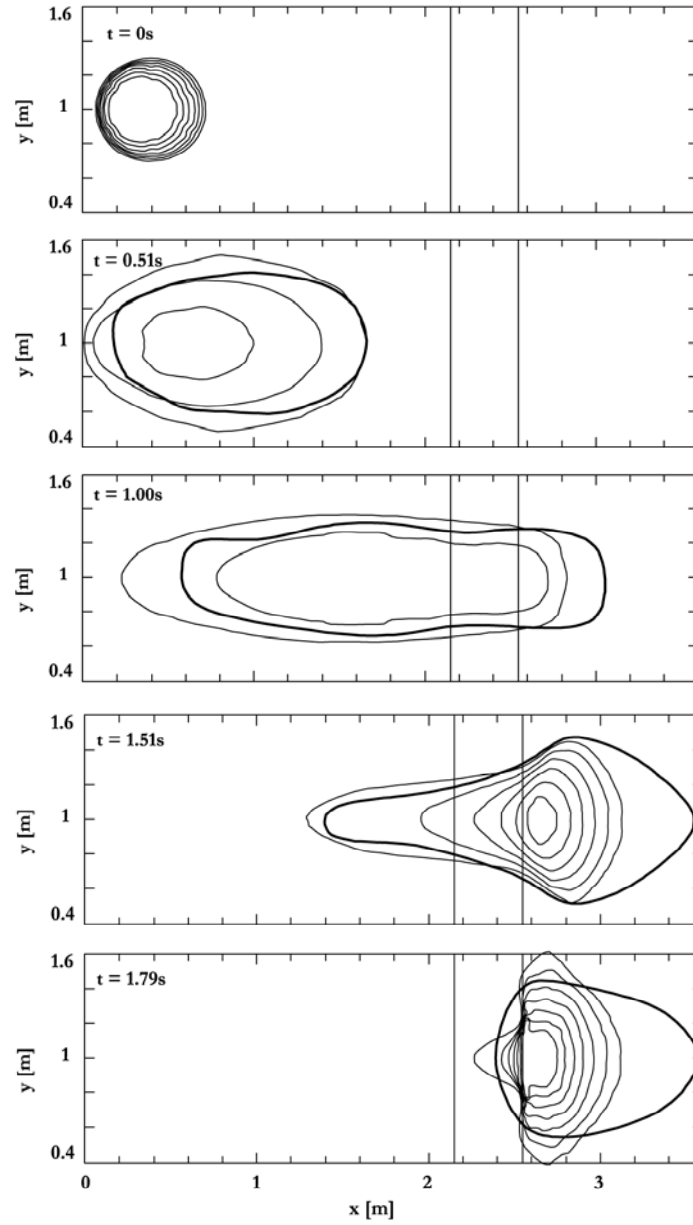 t = 0s
1.6
y [m]
1
0.4
t = 0.51s
1.6
y [m]
1
0.4
t = 1.00s
1.6
y [m]
1
0.4
t = 1.51s
1.6
y [m]
1
0.4
t = 1.79s
1.6
y [m]
1
0.4
0 1 2 3
x [m]